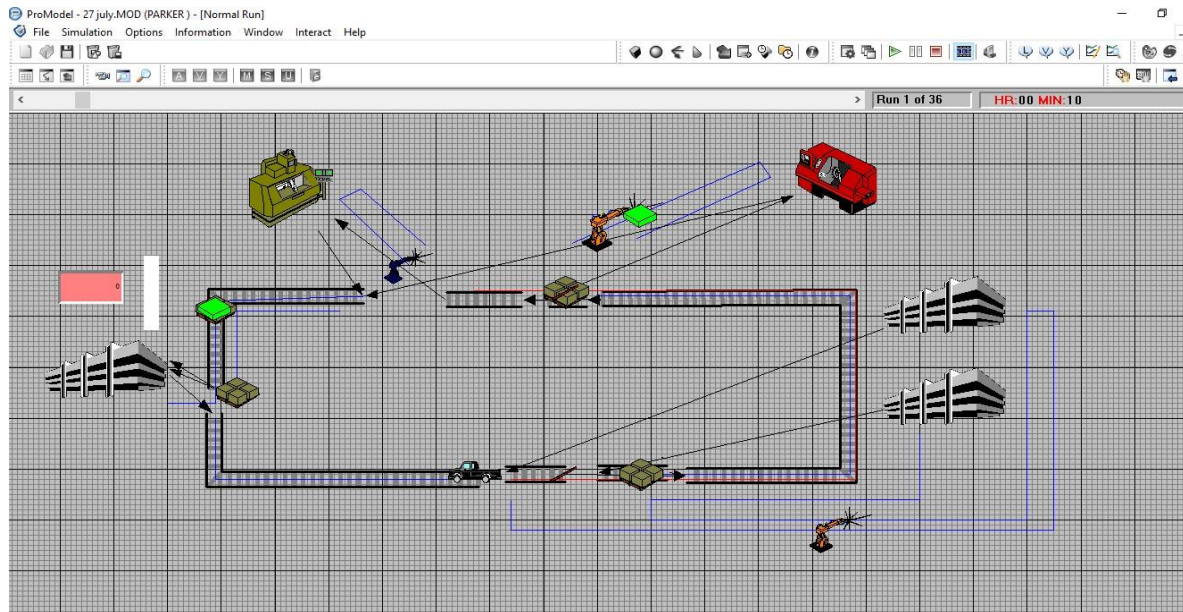 ProModel - 27 july.MOD (PARKER ) - [Normal Run]
File Simulation Options Information Window Interact Help
A V V M S U
L V V
Run 1 of 36 HR:00 MIN:10
0